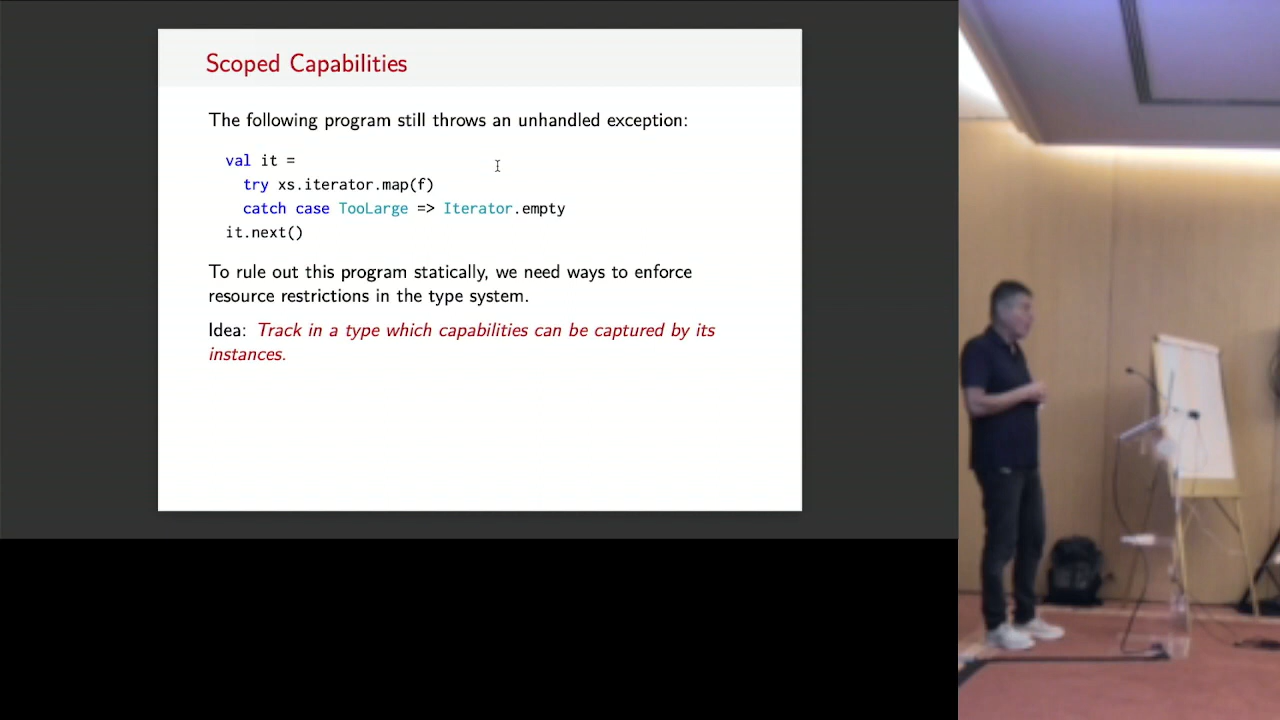 Scoped Capabilities
The following program still throws an unhandled exception:
val it =
try xs.iterator.map(f)
catch case TooLarge => Iterator.empty
it.next()
To rule out this program statically, we need ways to enforce
resource restrictions in the type system.
Idea: Track in a type which capabilities can be captured by its
instances.